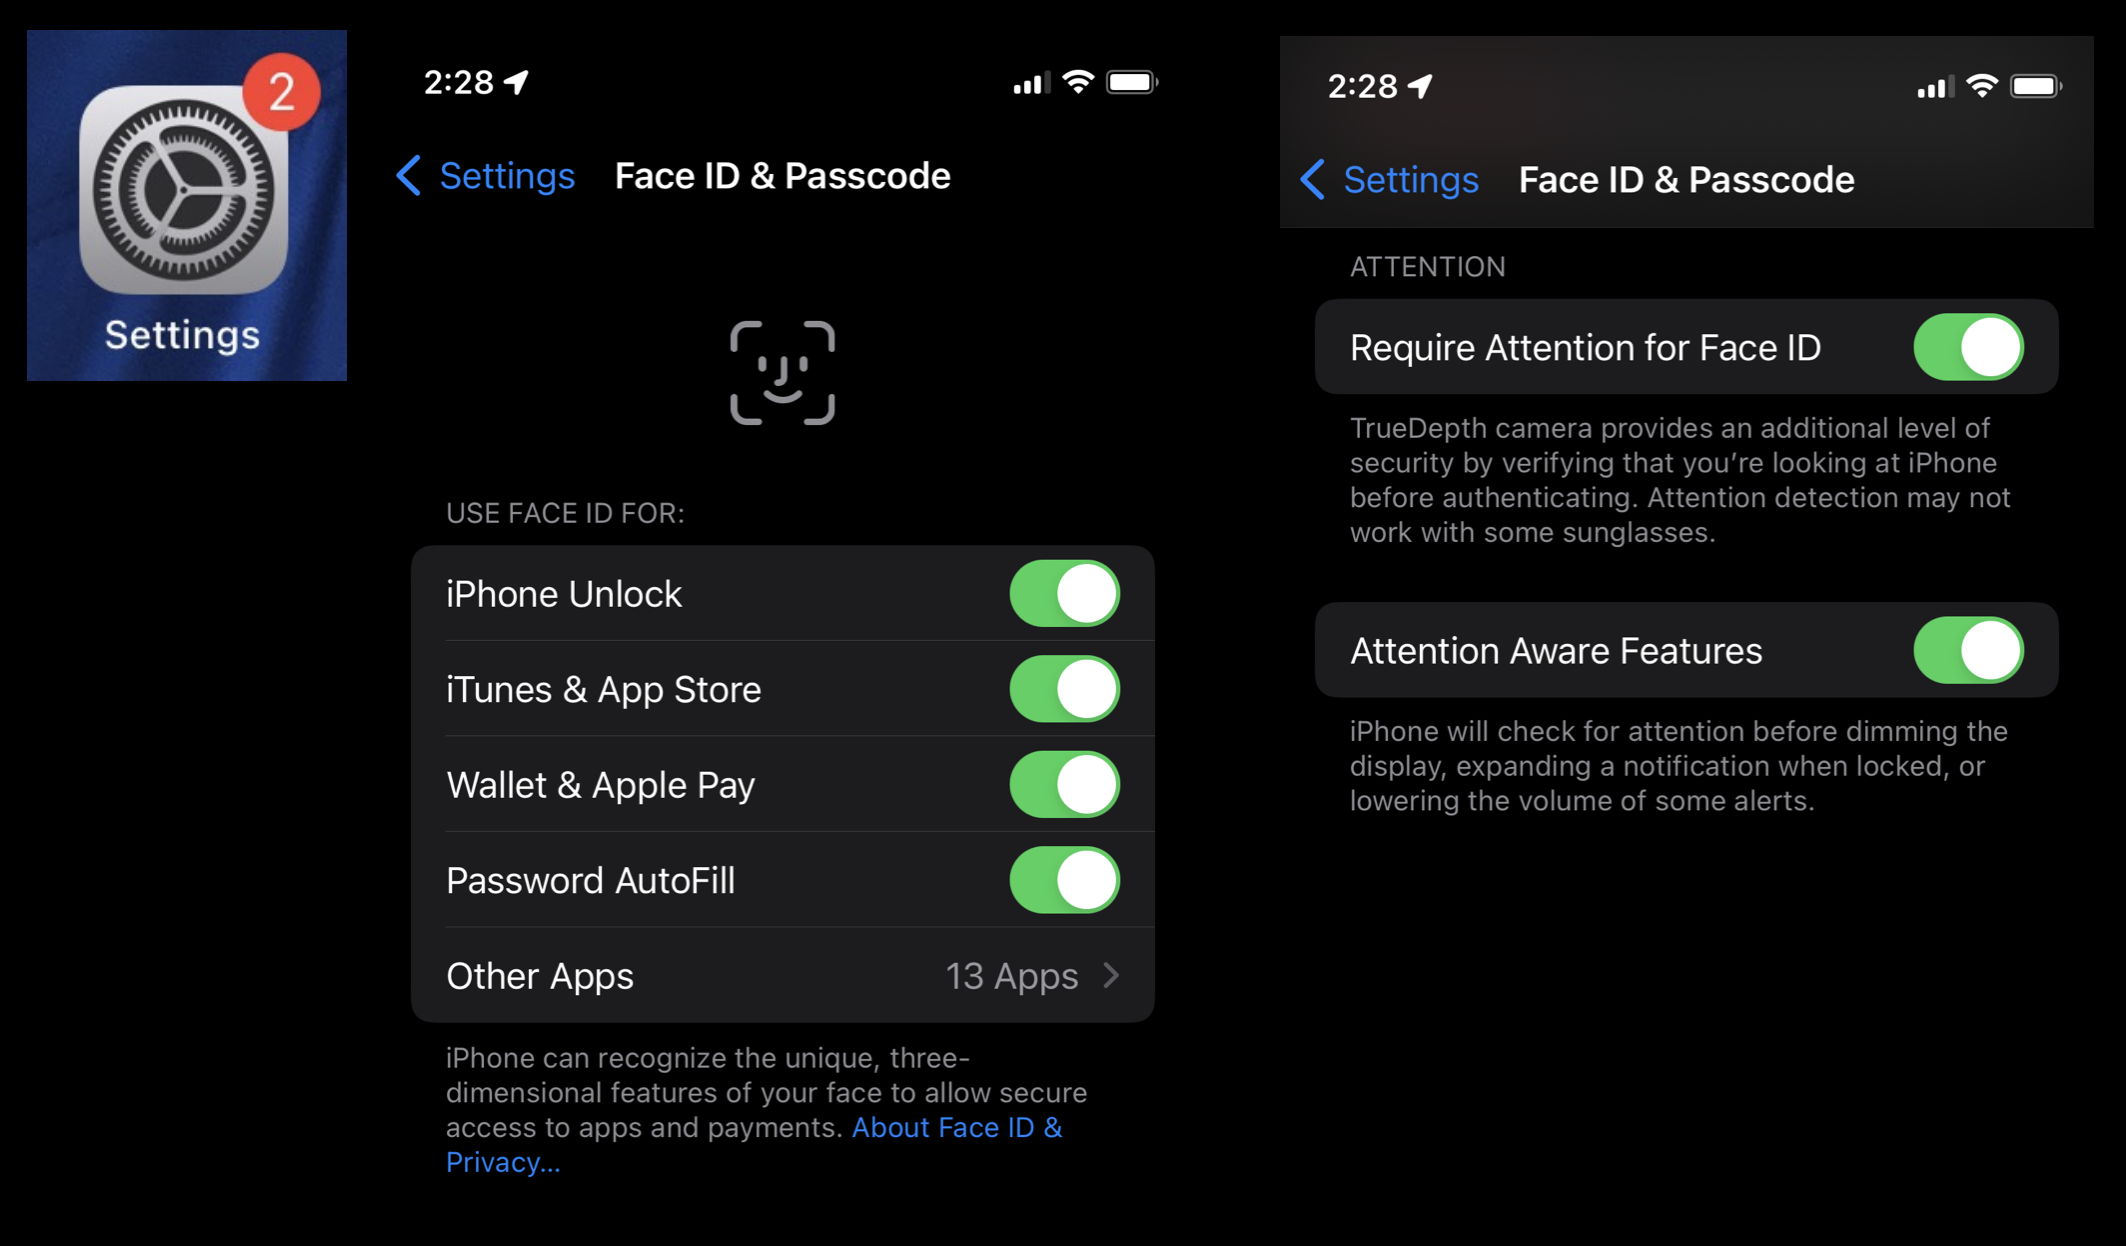 2
Settings
2:28
Settings
Face ID & Passcode
USE FACE ID FOR:
iPhone Unlock
iTunes & App Store
Wallet & Apple Pay
Password AutoFill
Other Apps
13 Apps
iPhone can recognize the unique, three-
dimensional features of your face to allow secure
access to apps and payments. About Face ID &
Privacy...
2:28
Settings
Face ID & Passcode
ATTENTION
Require Attention for Face ID
TrueDepth camera provides an additional level of
security by verifying that you’re looking at iPhone
before authenticating. Attention detection may not
work with some sunglasses.
Attention Aware Features
iPhone will check for attention before dimming the
display, expanding a notification when locked, or
lowering the volume of some alerts.